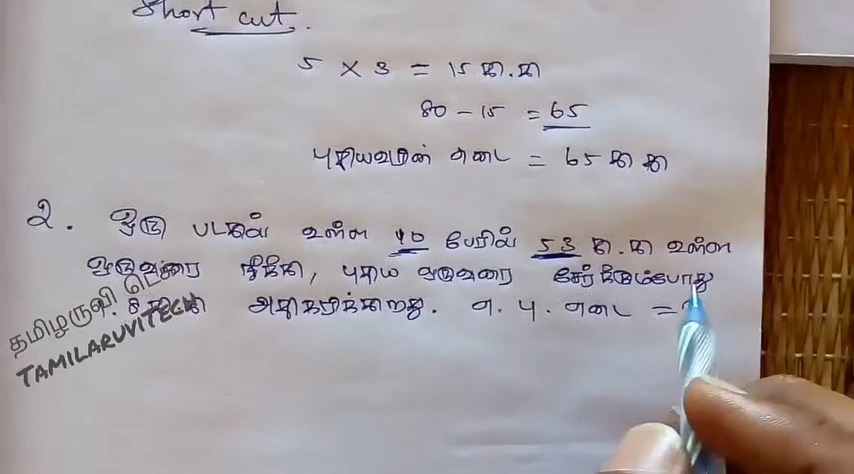 Short cut.
5 × 3 = 15 கி.கி
80 - 15 = 65
புதியவரின் எடை = 65 கி கி
2. ஒரு படகில் உள்ள 10 பேரில் 53 கி.கி உள்ள
ஒருவரை நீக்கி, புதிய ஒருவரை சேர்க்கும்போது
அதிகரிக்கிறது. எ. பு. எடை =
தமிழருவி டெக்
TAMILARUVITECH